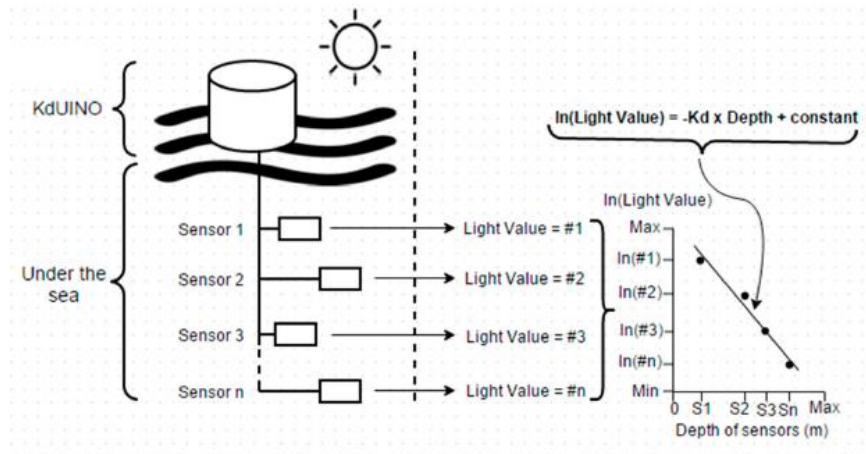 KdUINO
Under the
sea
Sensor 1
Sensor 2
Sensor 3
Sensor n
Light Value = #1
Light Value = #2
Light Value = #3
Light Value = #n
ln(Light Value) = -Kd x Depth + constant
ln(Light Value)
Max
ln(#1)
ln(#2)
ln(#3)
ln(#n)
Min
0 S1 S2 S3 Sn Max
Depth of sensors (m)